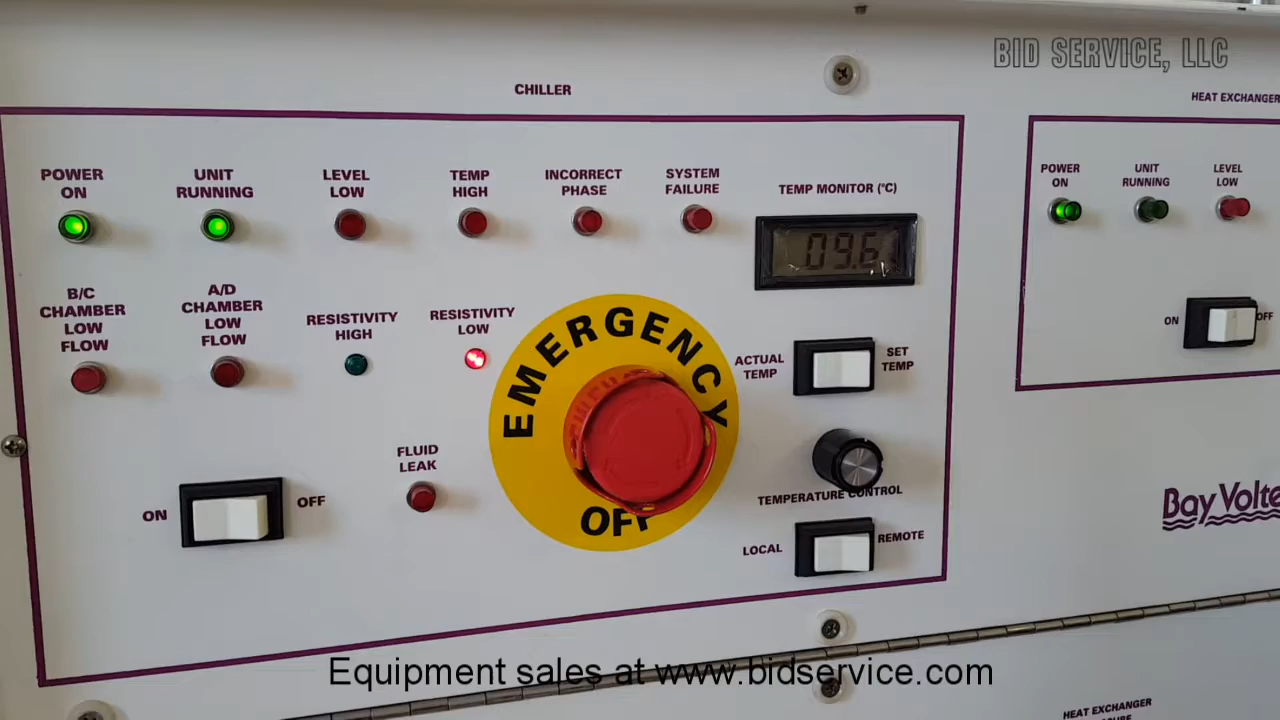 BID SERVICE, LLC
CHILLER
HEAT EXCHANGER
POWER
ON
UNIT
RUNNING
LEVEL
LOW
TEMP
HIGH
INCORRECT
PHASE
SYSTEM
FAILURE
TEMP MONITOR (°C)
09.6
POWER
ON
UNIT
RUNNING
LEVEL
LOW
B/C
CHAMBER
LOW
FLOW
A/D
CHAMBER
LOW
FLOW
RESISTIVITY
HIGH
RESISTIVITY
LOW
EMERGENCY
OFF
ACTUAL
TEMP
SET
TEMP
ON
OFF
FLUID
LEAK
ON
OFF
TEMPERATURE CONTROL
LOCAL
REMOTE
Bay Volte
Equipment sales at www.bidservice.com
HEAT EXCHANGER